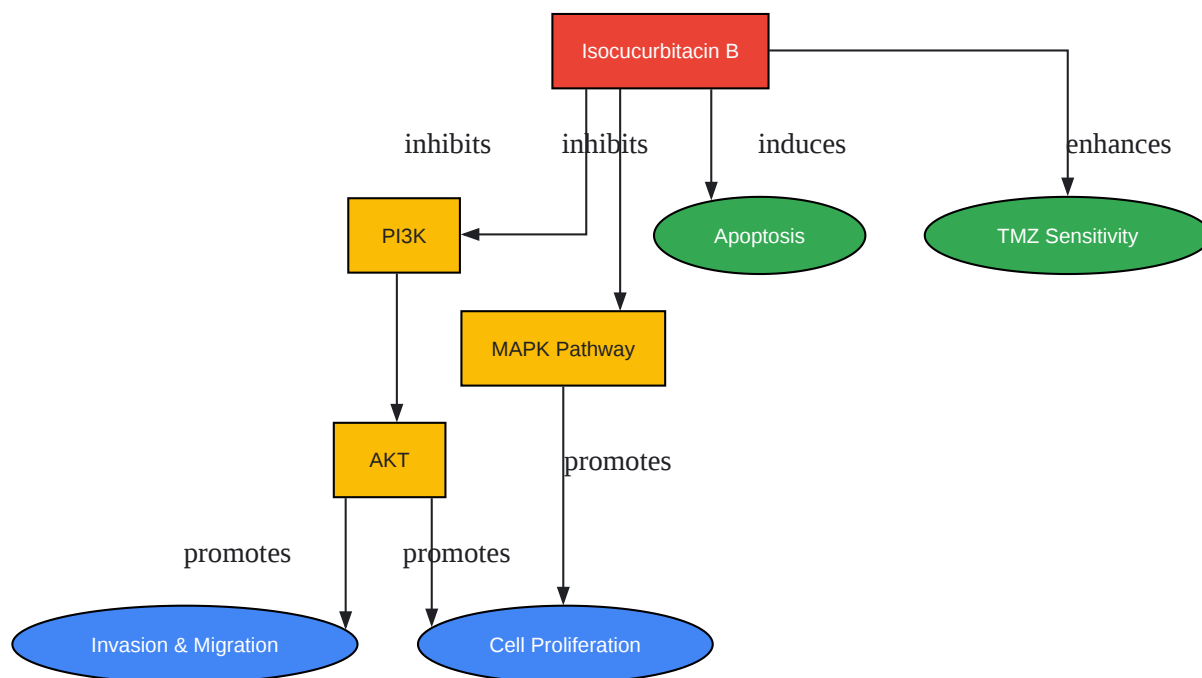 Isocucurbitacin B
inhibits
inhibits
induces
enhances
PI3K
Apoptosis
TMZ Sensitivity
MAPK Pathway
AKT
promotes
promotes
promotes
Invasion & Migration
Cell Proliferation